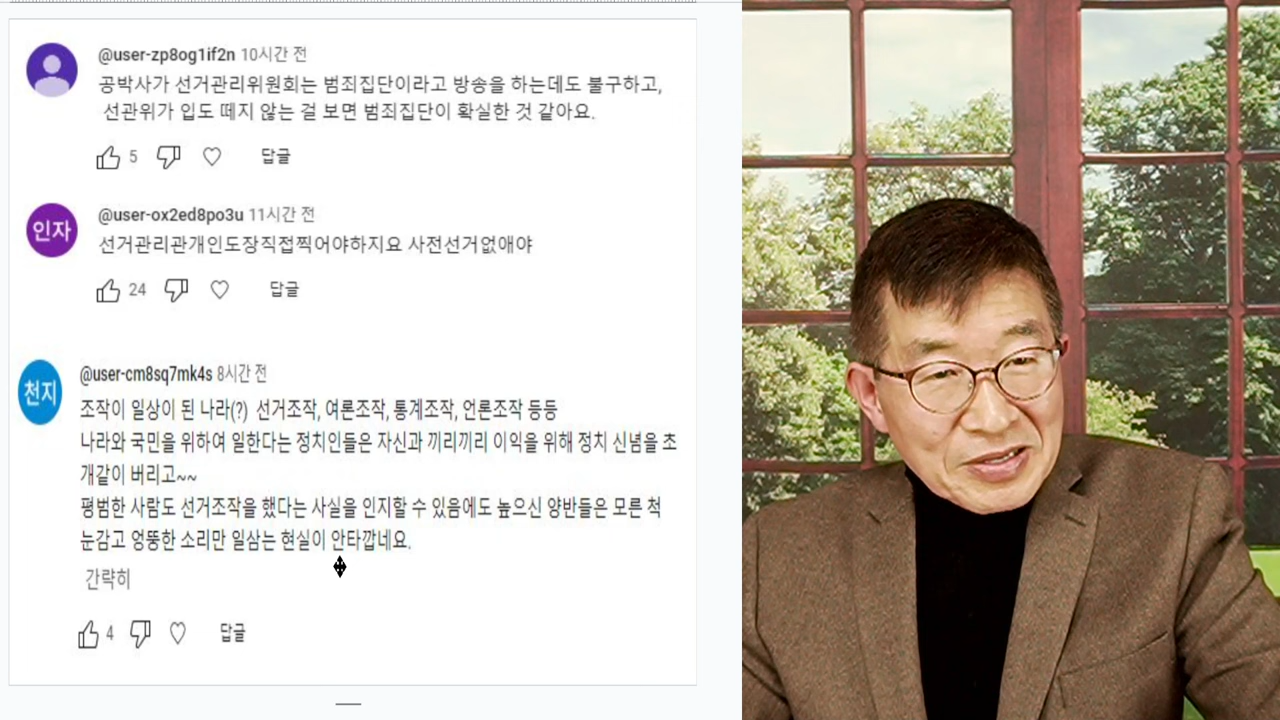 @user-zp8og1if2n 10시간 전
공박사가 선거관리위원회는 범죄집단이라고 방송을 하는데도 불구하고,
선관위가 입도 떼지 않는 걸 보면 범죄집단이 확실한 것 같아요.
5 답글
인자
@user-ox2ed8po3u 11시간 전
선거관리관개인도장직접찍어야하지요 사전선거없애야
24 답글
천지
@user-cm8sq7mk4s 8시간 전
조작이 일상이 된 나라(?) 선거조작, 여론조작, 통계조작, 언론조작 등등
나라와 국민을 위하여 일한다는 정치인들은 자신과 끼리끼리 이익을 위해 정치 신념을 초
개같이 버리고~~
평범한 사람도 선거조작을 했다는 사실을 인지할 수 있음에도 높으신 양반들은 모른 척
눈감고 엉뚱한 소리만 일삼는 현실이 안타깝네요.
간략히
4 답글